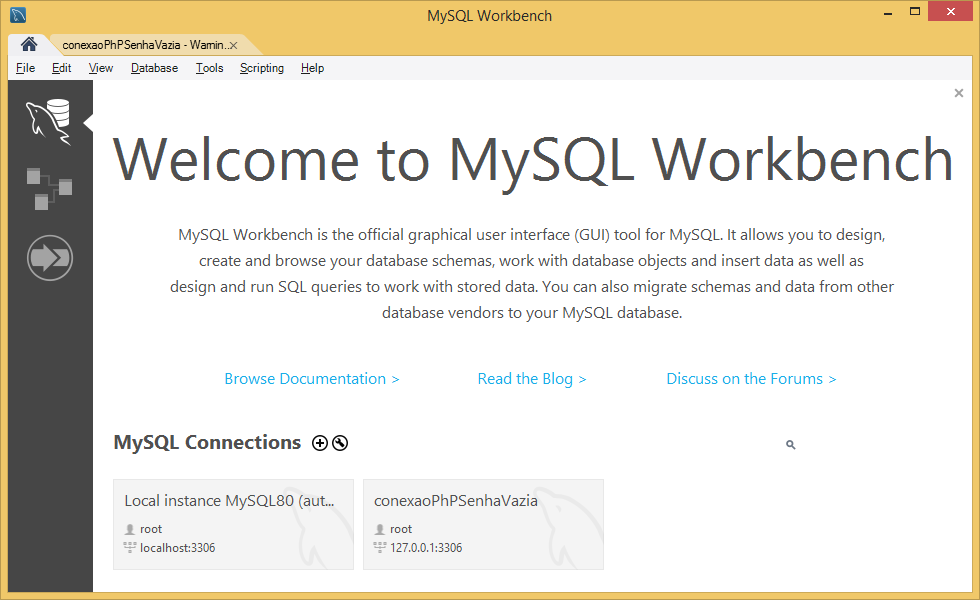 MySQL Workbench
conexaoPhPSenhaVazia - Warnin...
File Edit View Database Tools Scripting Help
Welcome to MySQL Workbench
MySQL Workbench is the official graphical user interface (GUI) tool for MySQL. It allows you to design,
create and browse your database schemas, work with database objects and insert data as well as
design and run SQL queries to work with stored data. You can also migrate schemas and data from other
database vendors to your MySQL database.
Browse Documentation > Read the Blog > Discuss on the Forums >
MySQL Connections
Local instance MySQL80 (aut...
root
localhost:3306
conexaoPhPSenhaVazia
root
127.0.0.1:3306